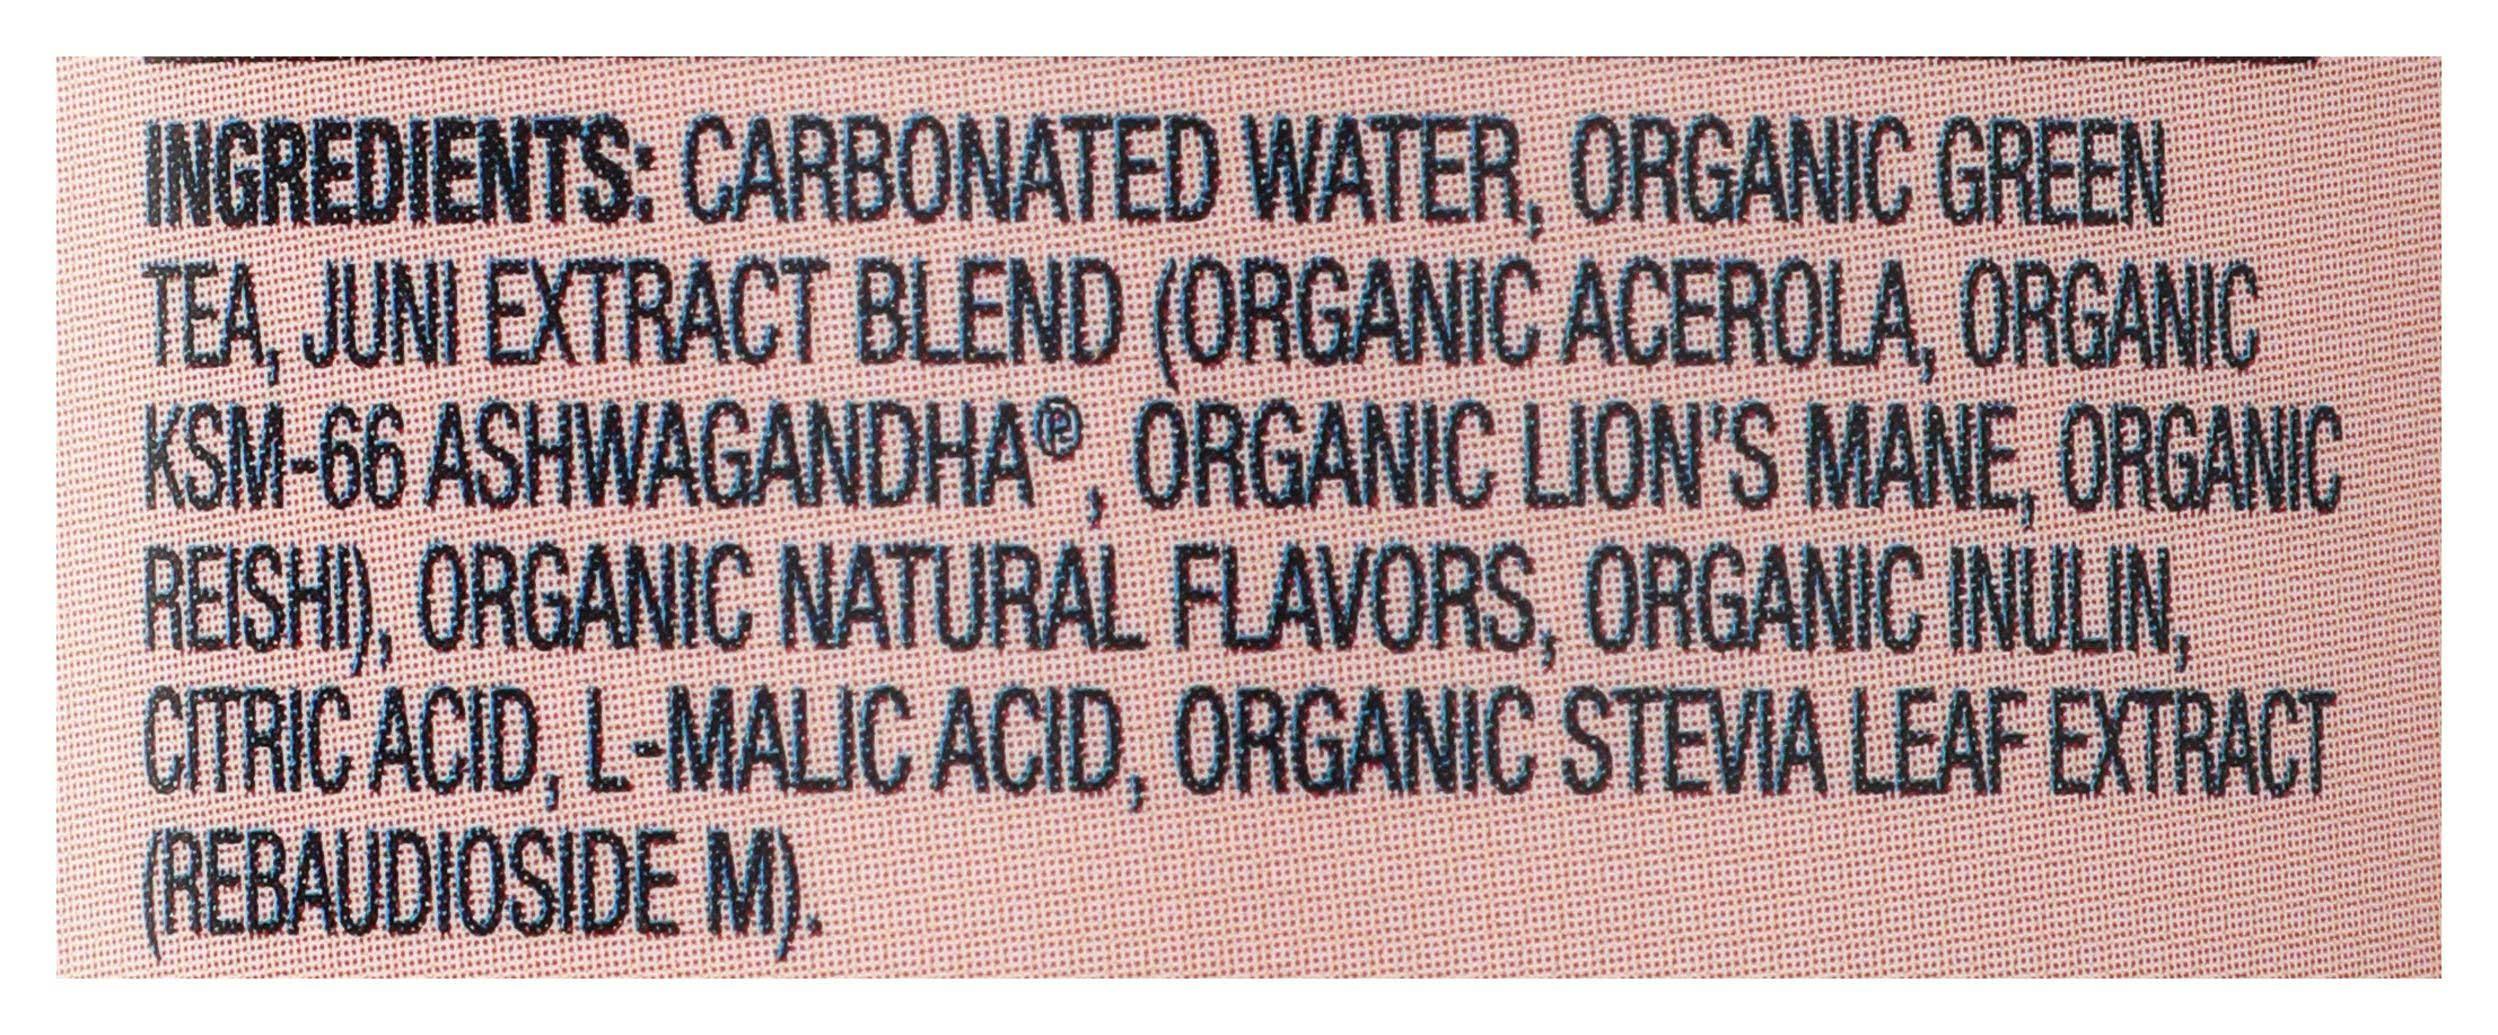 INGREDIENTS: CARBONATED WATER, ORGANIC GREEN
TEA, JUNI EXTRACT BLEND (ORGANIC ACEROLA, ORGANIC
KSM-66 ASHWAGANDHA®, ORGANIC LION'S MANE, ORGANIC
REISHI), ORGANIC NATURAL FLAVORS, ORGANIC INULIN,
CITRIC ACID, L-MALIC ACID, ORGANIC STEVIA LEAF EXTRACT
(REBAUDIOSIDE M).